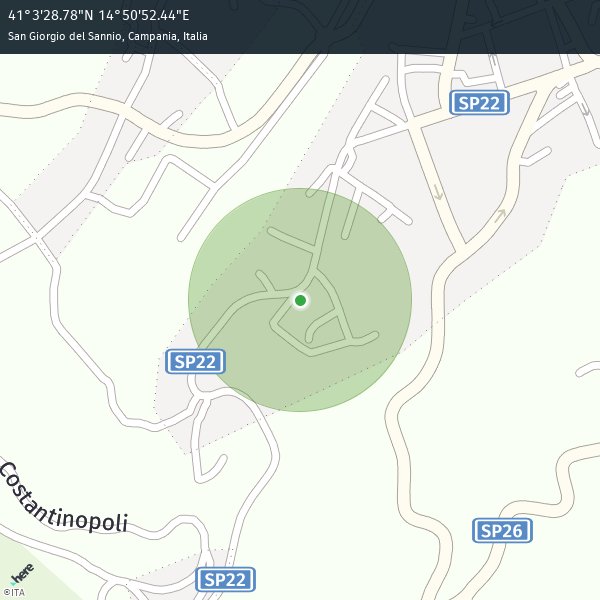 41°3'28.78"N 14°50'52.44"E
San Giorgio del Sannio, Campania, Italia
SP22
SP22
Costantinopoli
SP26
SP22
here
©ITA